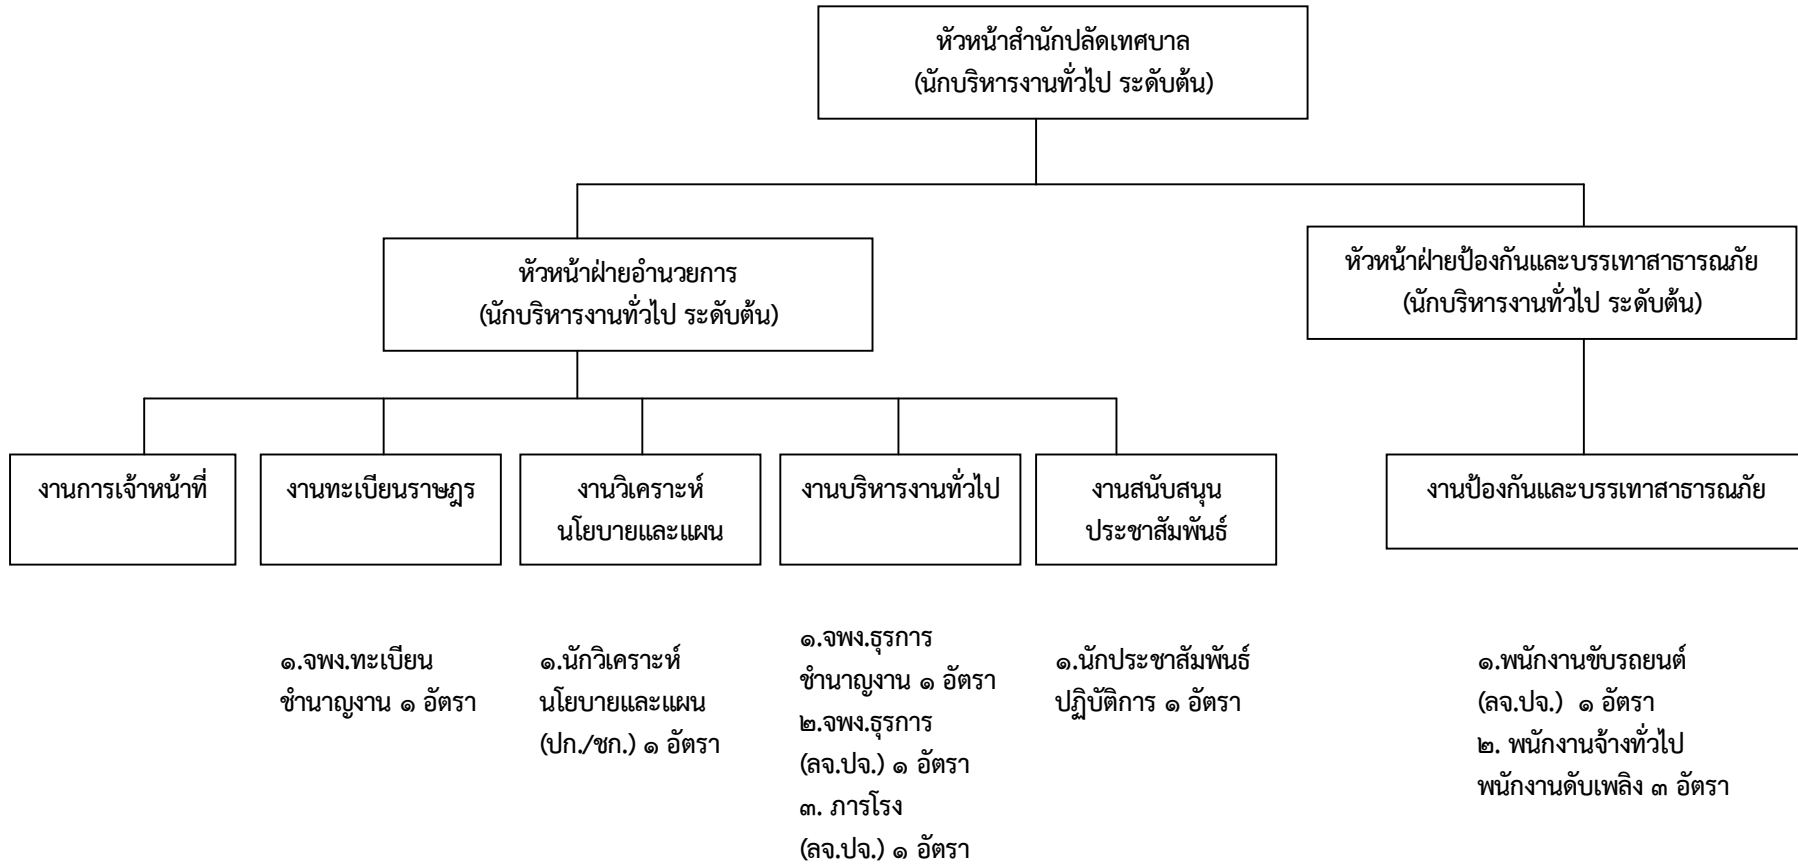 หัวหน้าสำนักปลัดเทศบาล
(นักบริหารงานทั่วไป ระดับต้น)
หัวหน้าฝ่ายอำนวยการ
(นักบริหารงานทั่วไป ระดับต้น)
หัวหน้าฝ่ายป้องกันและบรรเทาสาธารณภัย
(นักบริหารงานทั่วไป ระดับต้น)
งานการเจ้าหน้าที่
งานทะเบียนราษฎร
งานวิเคราะห์
นโยบายและแผน
งานบริหารงานทั่วไป
งานสนับสนุน
ประชาสัมพันธ์
งานป้องกันและบรรเทาสาธารณภัย
๑.จพง.ทะเบียน
ชำนาญงาน ๑ อัตรา
๑.นักวิเคราะห์
นโยบายและแผน
(ปก./ชก.) ๑ อัตรา
๑.จพง.ธุรการ
ชำนาญงาน ๑ อัตรา
๒.จพง.ธุรการ
(ลจ.ปจ.) ๑ อัตรา
๓. ภารโรง
(ลจ.ปจ.) ๑ อัตรา
๑.นักประชาสัมพันธ์
ปฏิบัติการ ๑ อัตรา
๑.พนักงานขับรถยนต์
(ลจ.ปจ.) ๑ อัตรา
๒. พนักงานจ้างทั่วไป
พนักงานดับเพลิง ๓ อัตรา